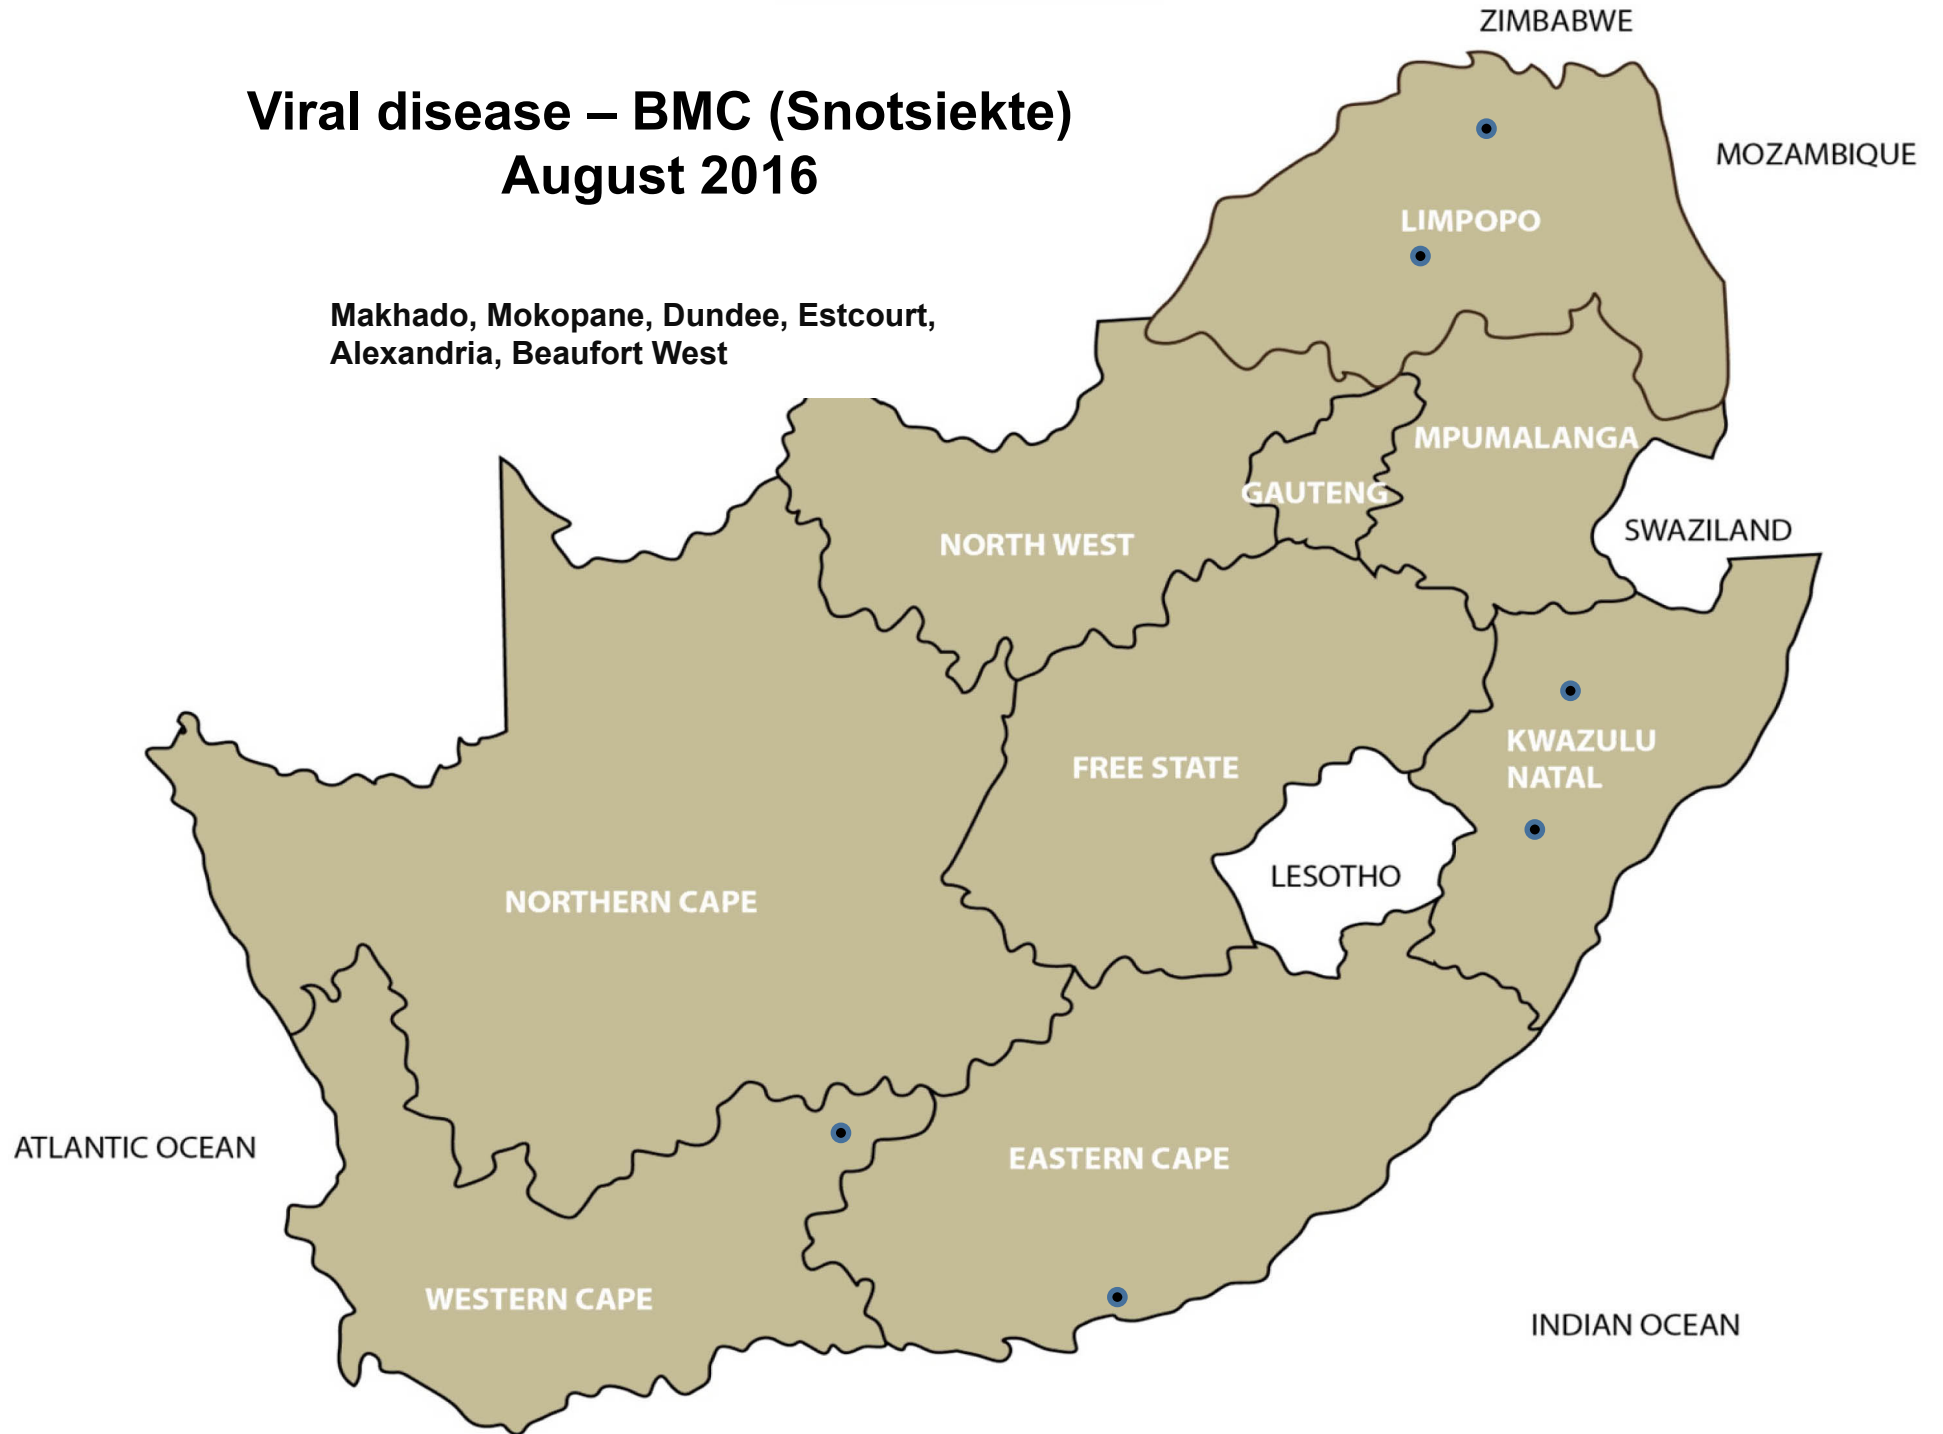 ZIMBABWE
Viral disease – BMC (Snotsiekte)
August 2016
MOZAMBIQUE
LIMPOPO
Makhado, Mokopane, Dundee, Estcourt,
Alexandria, Beaufort West
MPUMALANGA
GAUTENG
SWAZILAND
NORTH WEST
KWAZULU
NATAL
FREE STATE
LESOTHO
NORTHERN CAPE
ATLANTIC OCEAN
EASTERN CAPE
WESTERN CAPE
INDIAN OCEAN